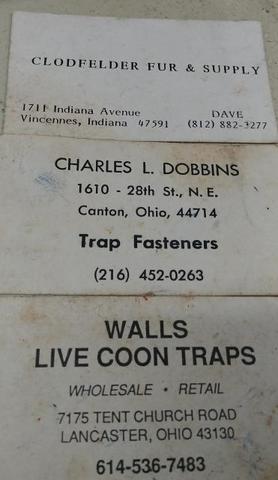 CLODFELDER FUR & SUPPLY
1711 Indiana Avenue DAVE
Vincennes, Indiana 47591 (812) 882-3277
CHARLES L. DOBBINS
1610 - 28th St., N. E.
Canton, Ohio, 44714
Trap Fasteners
(216) 452-0263
WALLS
LIVE COON TRAPS
WHOLESALE • RETAIL
7175 TENT CHURCH ROAD
LANCASTER, OHIO 43130
614-536-7483